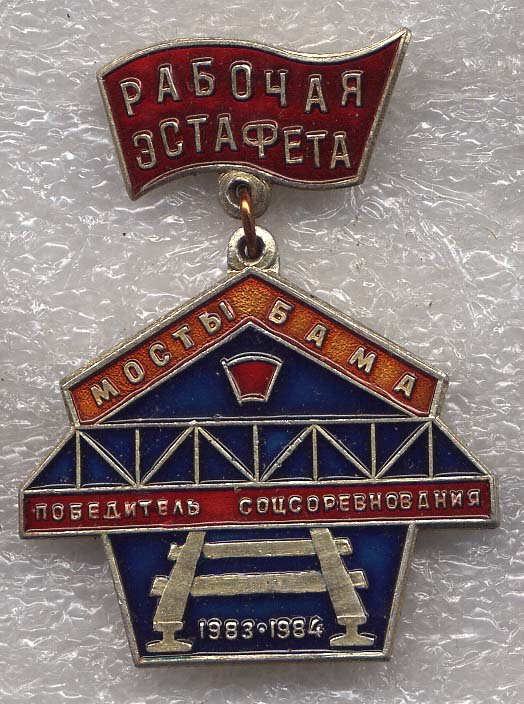 РАБОЧАЯ
ЭСТАФЕТА
МОСТЫ БАМА
ПОБЕДИТЕЛЬ СОЦСОРЕВНОВАНИЯ
1983•1984